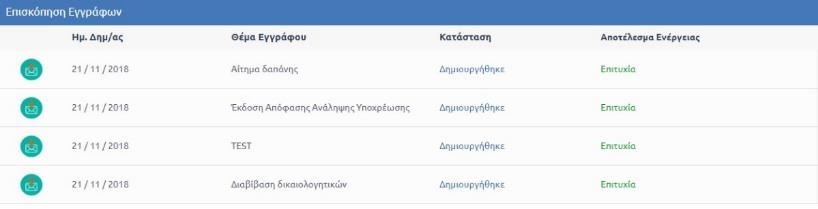 Επισκόπηση Εγγράφων
Ημ. Δημ/ας Θέμα Εγγράφου Κατάσταση Αποτέλεσμα Ενέργειας
21 / 11 / 2018 Αίτημα δαπάνης Δημιουργήθηκε Επιτυχία
21 / 11 / 2018 Έκδοση Απόφασης Ανάληψης Υποχρέωσης Δημιουργήθηκε Επιτυχία
21 / 11 / 2018 TEST Δημιουργήθηκε Επιτυχία
21 / 11 / 2018 Διαβίβαση δικαιολογητικών Δημιουργήθηκε Επιτυχία